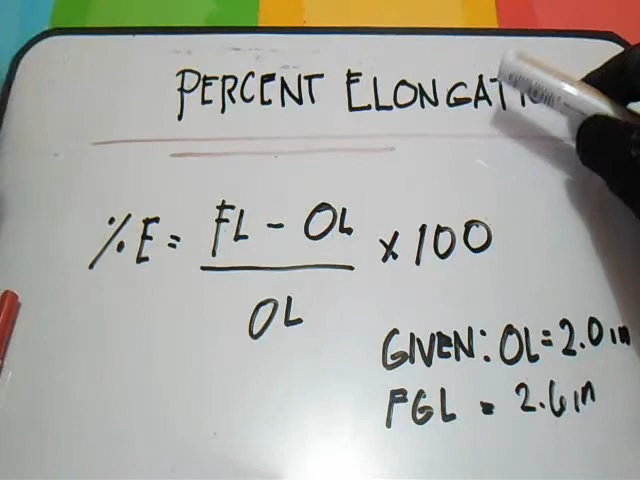 PERCENT ELONGAT
%E = FL - OL × 100
OL
GIVEN: OL = 2.0 in
FGL = 2.6 in